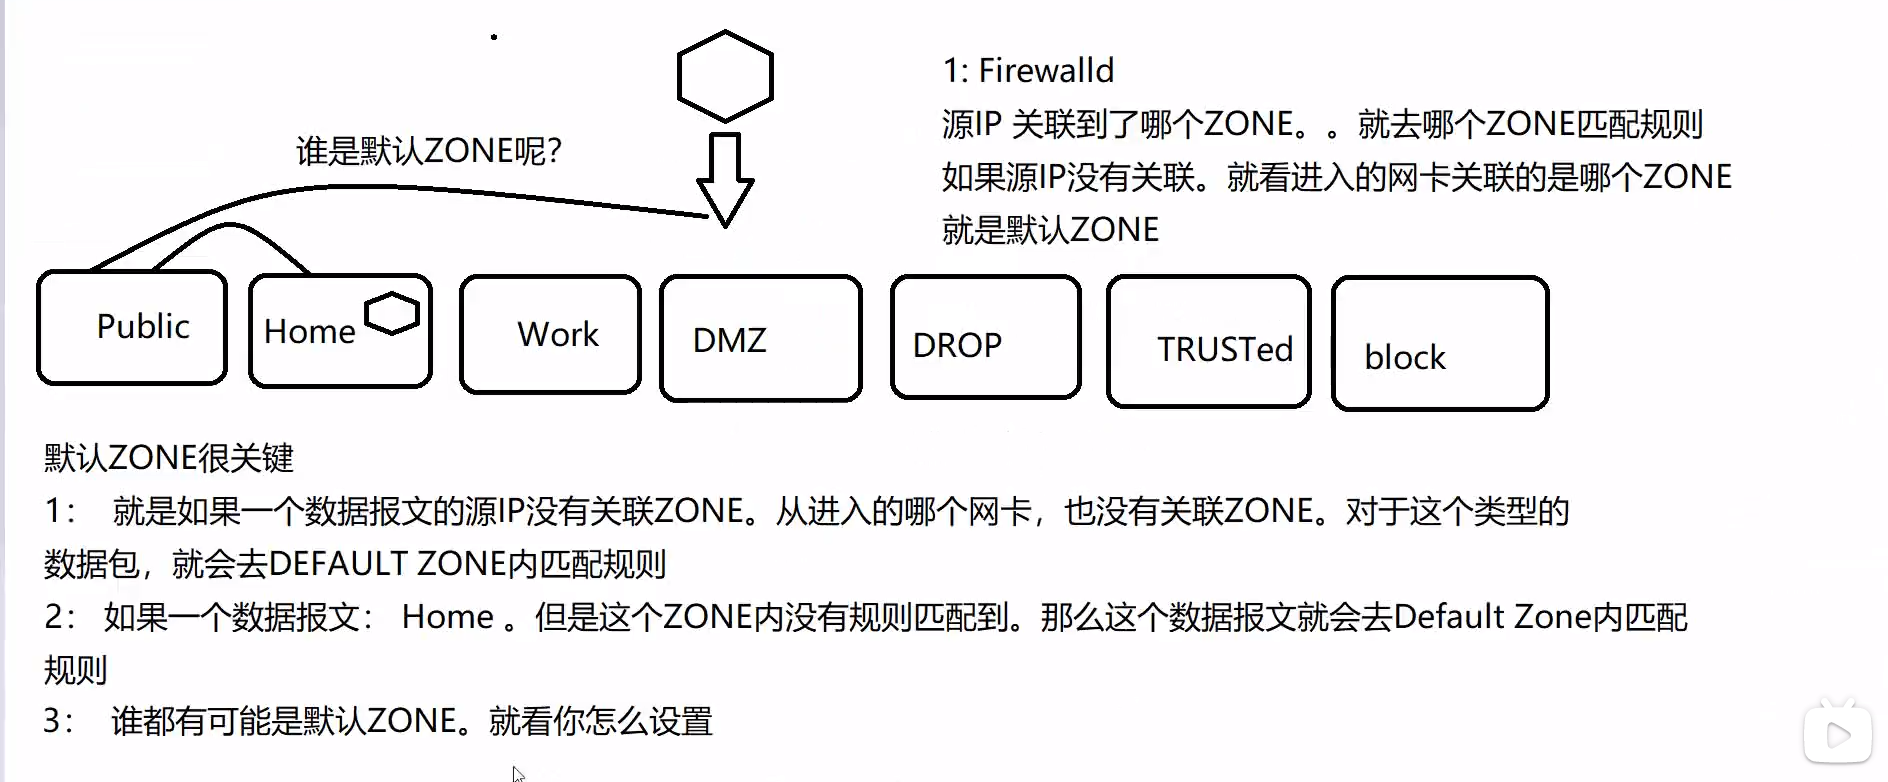 1: Firewalld
源IP 关联到了哪个ZONE。。就去哪个ZONE匹配规则
如果源IP没有关联。就看进入的网卡关联的是哪个ZONE
就是默认ZONE
谁是默认ZONE呢?
Public
Home
Work
DMZ
DROP
TRUSTed
block
默认ZONE很关键
1： 就是如果一个数据报文的源IP没有关联ZONE。从进入的哪个网卡，也没有关联ZONE。对于这个类型的
数据包，就会去DEFAULT ZONE内匹配规则
2： 如果一个数据报文： Home 。但是这个ZONE内没有规则匹配到。那么这个数据报文就会去Default Zone内匹配
规则
3： 谁都有可能是默认ZONE。就看你怎么设置